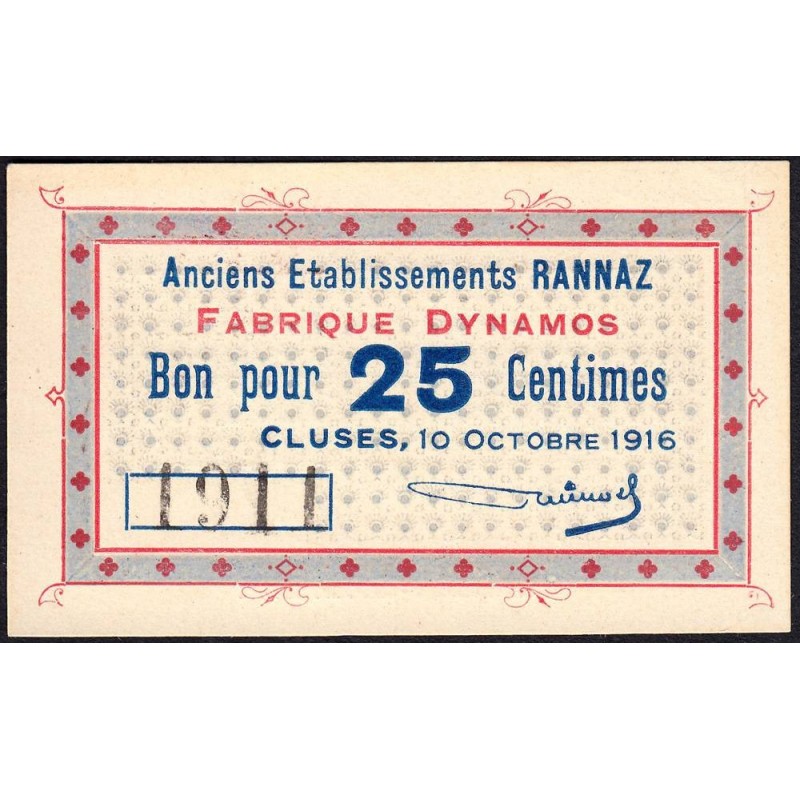 Anciens Etablissements RANNAZ
FABRIQUE DYNAMOS
Bon pour 25 Centimes
CLUSES, 10 OCTOBRE 1916
1911